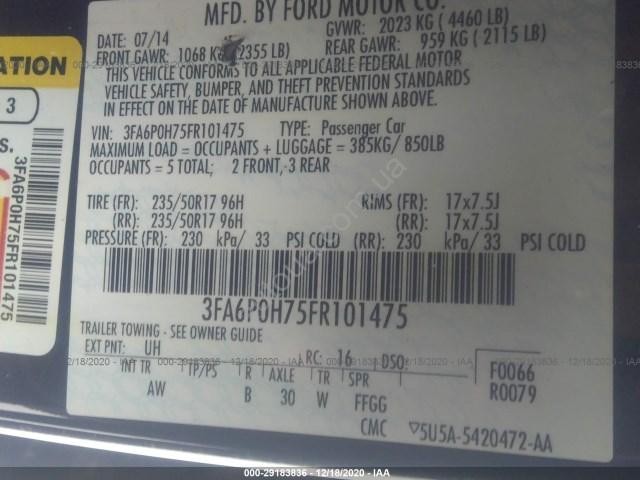 MFD. BY FORD MOTOR CO.
DATE: 07/14 GVWR: 2023 KG ( 4460 LB)
FRONT GAWR: 1068 KG (2355 LB) REAR GAWR: 959 KG ( 2115 LB)
THIS VEHICLE CONFORMS TO ALL APPLICABLE FEDERAL MOTOR
VEHICLE SAFETY, BUMPER, AND THEFT PREVENTION STANDARDS
IN EFFECT ON THE DATE OF MANUFACTURE SHOWN ABOVE.
VIN: 3FA6P0H75FR101475 TYPE: Passenger Car
MAXIMUM LOAD = OCCUPANTS + LUGGAGE = 385KG/ 850LB
OCCUPANTS = 5 TOTAL; 2 FRONT, 3 REAR
TIRE (FR): 235/50R17 96H RIMS (FR): 17x7.5J
(RR): 235/50R17 96H (RR): 17x7.5J
PRESSURE (FR): 230 kPa/ 33 PSI COLD (RR): 230 kPa/ 33 PSI COLD
3FA6P0H75FR101475
TRAILER TOWING - SEE OWNER GUIDE
EXT PNT: UH RC: 16 DSO: F0066
INT TR TP/PS R AXLE TR SPR R0079
AW B 30 W FFGG
CMC 5U5A-5420472-AA
ATION
3
S.
3FA6P0H75FR101475
00-29183836 12/18/2020 - IAA